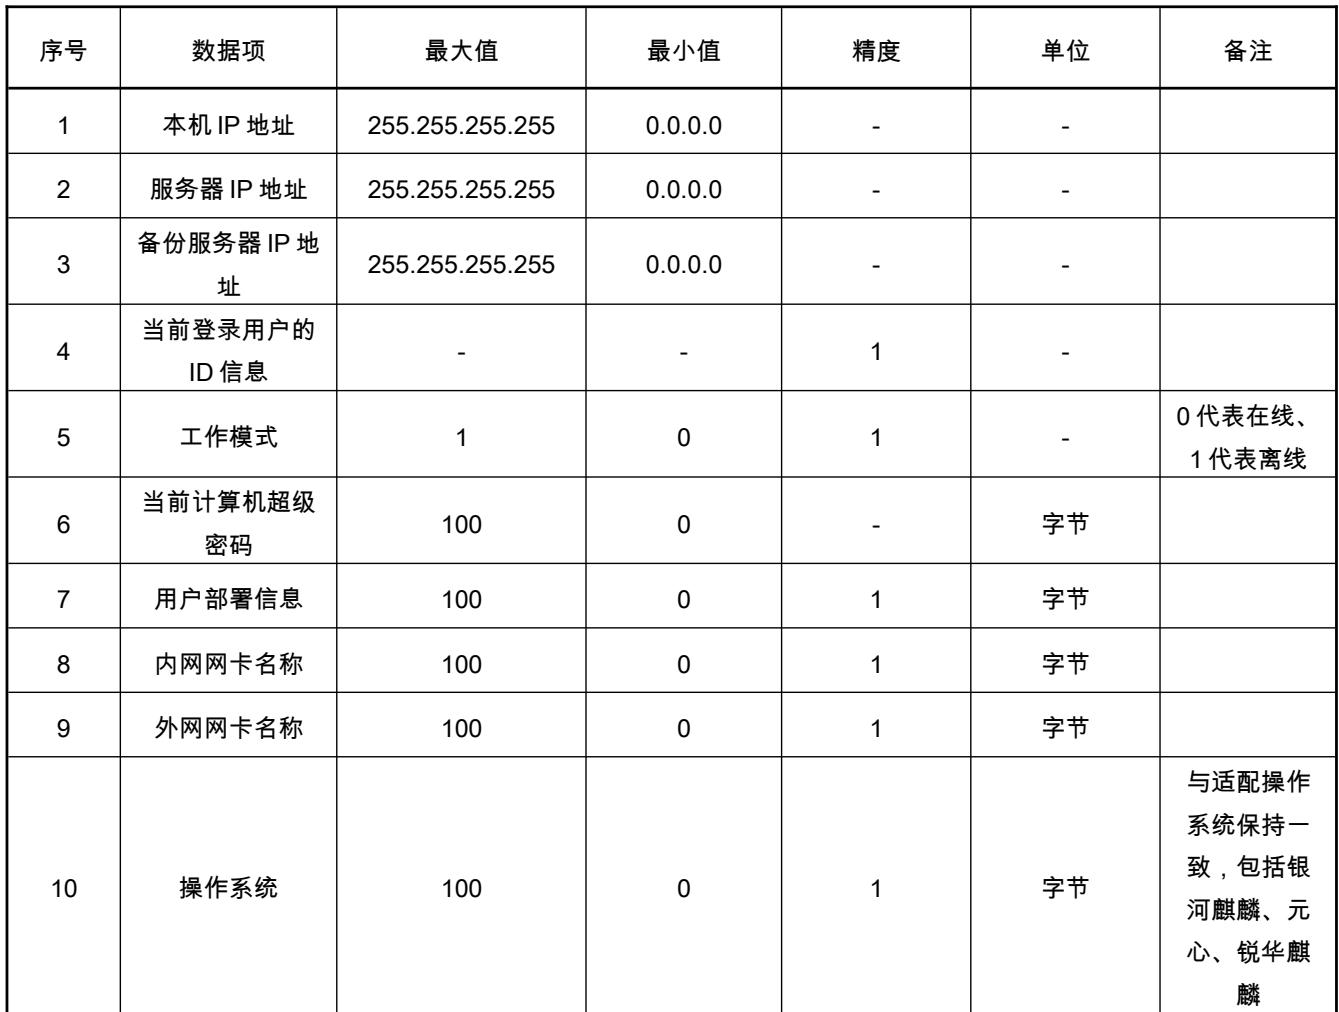 序号 数据项 最大值 最小值 精度 单位 备注
1 本机 IP 地址 255.255.255.255 0.0.0.0 - -
2 服务器 IP 地址 255.255.255.255 0.0.0.0 - -
3 备份服务器 IP 地
址 255.255.255.255 0.0.0.0 - -
4 当前登录用户的
ID 信息 - - 1 -
5 工作模式 1 0 1 - 0 代表在线、
1 代表离线
6 当前计算机超级
密码 100 0 - 字节
7 用户部署信息 100 0 1 字节
8 内网网卡名称 100 0 1 字节
9 外网网卡名称 100 0 1 字节
10 操作系统 100 0 1 字节 与适配操作
系统保持一
致，包括银
河麒麟、元
心、锐华麒
麟